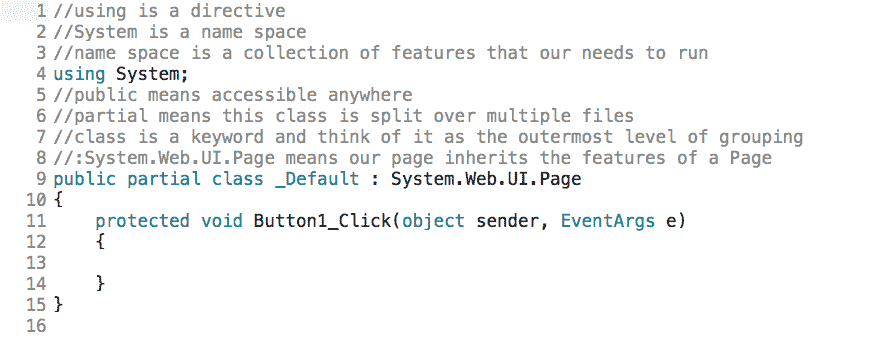 1 //using is a directive
2 //System is a name space
3 //name space is a collection of features that our needs to run
4 using System;
5 //public means accessible anywhere
6 //partial means this class is split over multiple files
7 //class is a keyword and think of it as the outermost level of grouping
8 //:System.Web.UI.Page means our page inherits the features of a Page
9 public partial class _Default : System.Web.UI.Page
10 {
11     protected void Button1_Click(object sender, EventArgs e)
12     {
13
14     }
15 }
16